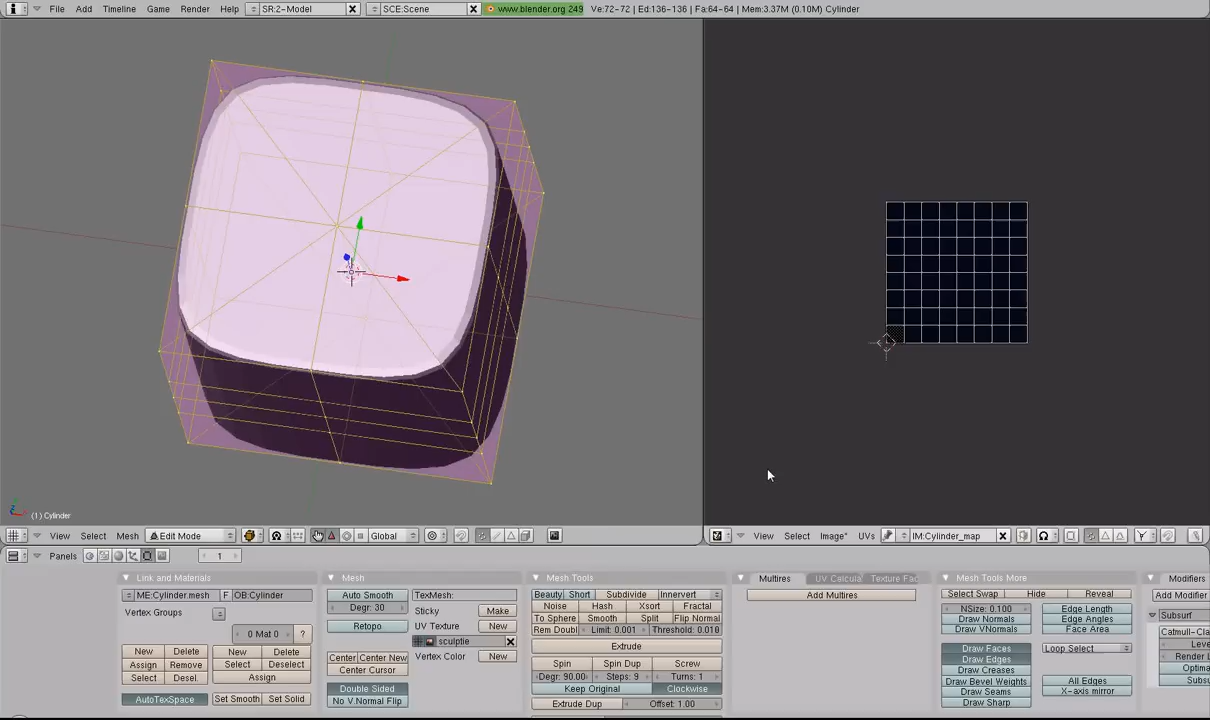 File Add Timeline Game Render Help SR:2-Model SCE:Scene www.blender.org 249 Ve:72-72 | Ed:136-136 | Fa:64-64 | Mem:3.37M (0.10M) Cylinder
(1) Cylinder
View Select Mesh Edit Mode Global View Select Image* UVs IM:Cylinder_map
Panels 1
Link and Materials Mesh Mesh Tools Multires UV Calcula Texture Fac Mesh Tools More Modifiers
ME:Cylinder.mesh F OB:Cylinder
Vertex Groups
0 Mat 0 ?
New Delete New Delete
Assign Remove Select Deselect
Select Desel. Assign
AutoTexSpace Set Smooth Set Solid
Auto Smooth TexMesh:
Degr: 30 Sticky Make
Retopo UV Texture New
sculptie
Center Center New Vertex Color New
Center Cursor
Double Sided
No V.Normal Flip
Beauty Short Subdivide Innervert
Noise Hash Xsort Fractal
To Sphere Smooth Split Flip Normal
Rem Doubl Limit: 0.001 Threshold: 0.010
Extrude
Spin Spin Dup Screw
Degr: 90.00 Steps: 9 Turns: 1
Keep Original Clockwise
Extrude Dup Offset: 1.00
Add Multires
Select Swap Hide Reveal
NSize: 0.100 Edge Length
Draw Normals Edge Angles
Draw VNormals Face Area
Draw Faces Loop Select
Draw Edges
Draw Creases
Draw Bevel Weights All Edges
Draw Seams X-axis mirror
Draw Sharp
Add Modifier
Subsurf
Catmull-Cla
Leve
Render L
Optima
Subsu